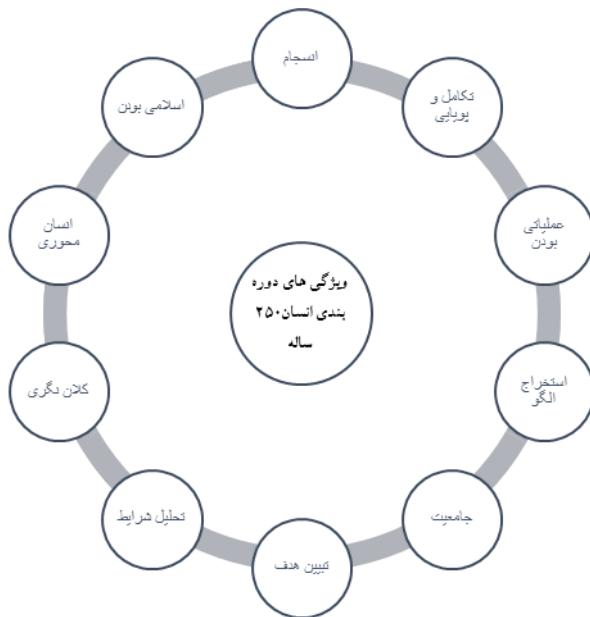 انسجام
تکامل و
پویایی
عملیاتی
بودن
استخراج
الگو
جامعیت
تبیین هدف
تحلیل شرایط
کلان نگری
انسان
محوری
اسلامی بودن
ویژگی های دوره
بندی انسان۲۵۰
ساله